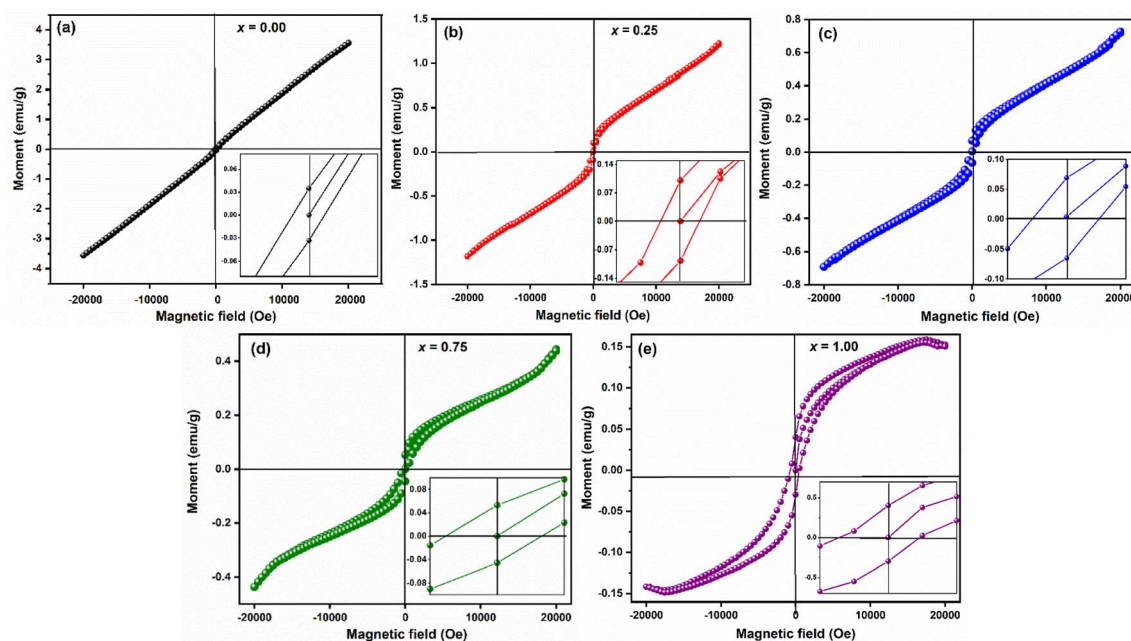 (a)
x = 0.00
Moment (emu/g)
4
3
2
1
0
-1
-2
-3
-4
0.06
0.03
0.00
-0.03
-0.06
-20000 -10000 0 10000 20000
Magnetic field (Oe)
(b)
x = 0.25
Moment (emu/g)
1.5
1.0
0.5
0.0
-0.5
-1.0
-1.5
0.14
0.07
0.00
-0.07
-0.14
-20000 -10000 0 10000 20000
Magnetic field (Oe)
(c)
Moment (emu/g)
0.8
0.6
0.4
0.2
0.0
-0.2
-0.4
-0.6
-0.8
0.10
0.05
0.00
-0.05
-0.10
-20000 -10000 0 10000 20000
Magnetic field (Oe)
(d)
x = 0.75
Moment (emu/g)
0.4
0.2
0.0
-0.2
-0.4
0.08
0.04
0.00
-0.04
-0.08
-20000 -10000 0 10000 20000
Magnetic field (Oe)
(e)
x = 1.00
Moment (emu/g)
0.15
0.10
0.05
0.00
-0.05
-0.10
-0.15
0.5
0.0
-0.5
-20000 -10000 0 10000 20000
Magnetic field (Oe)